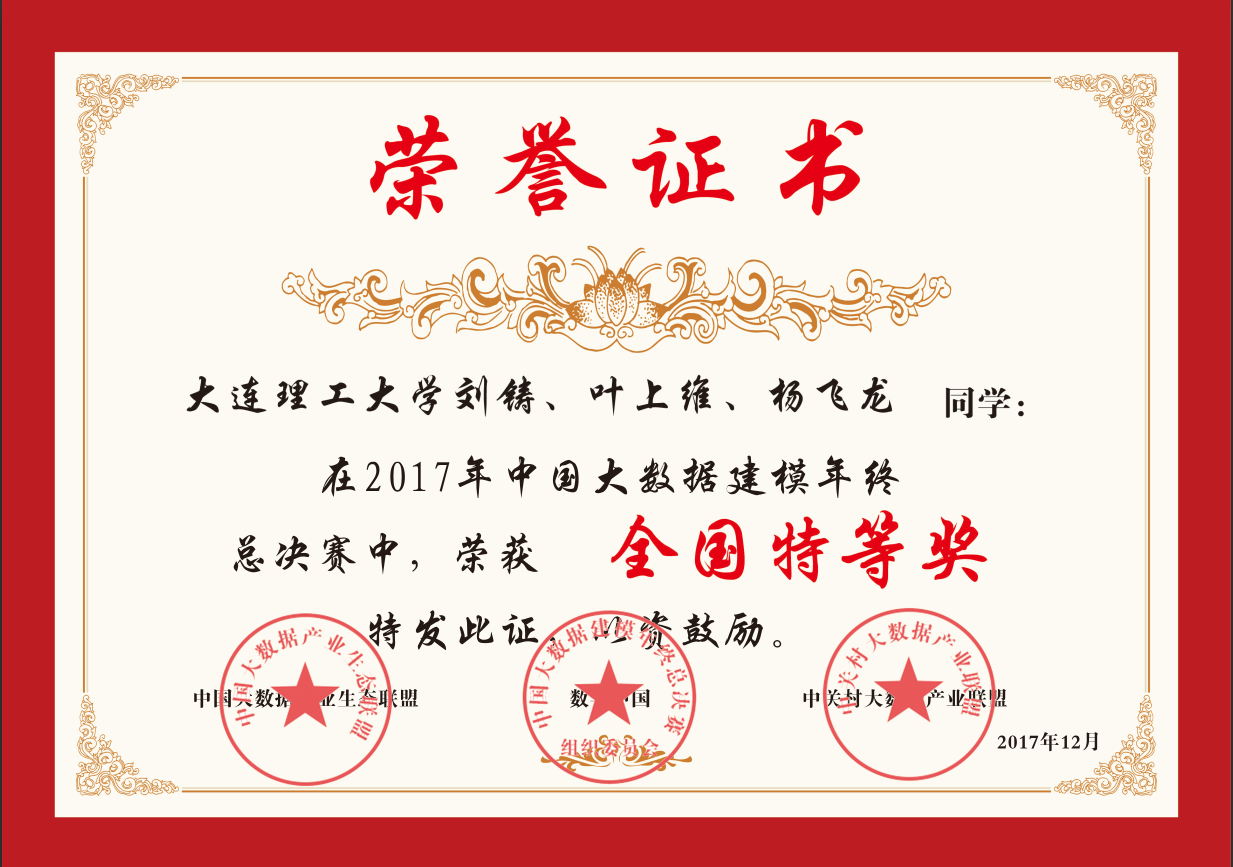 荣誉证书
大连理工大学刘铸、叶上维、杨飞龙 同学：
在2017年中国大数据建模年终
总决赛中，荣获 全国特等奖
特发此证，以资鼓励。
中国大数据产业生态联盟
中国大数据产业生态联盟
中国大数据建模年终总决赛
组织委员会
数据中国
中关村大数据产业联盟
中关村大数据产业联盟
2017年12月